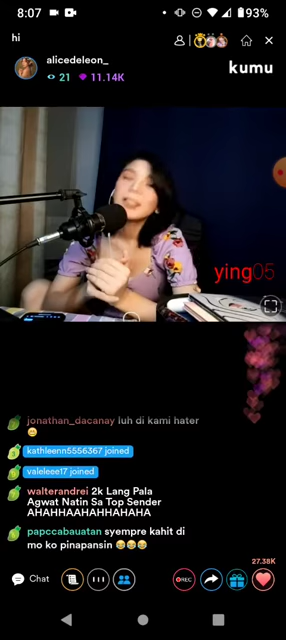 8:07
93%
hi
alicedeleon_
21 11.14K
kumu
ying05
jonathan_dacanay luh di kami hater
😊
kathleenn5556367 joined
valeleee17 joined
walterandrei 2k Lang Pala
Agwat Natin Sa Top Sender
AHAHHAAHAHHAHAHA
papccabauatan syempre kahit di
mo ko pinapansin 😂😂😂
27.38K
Chat
REC